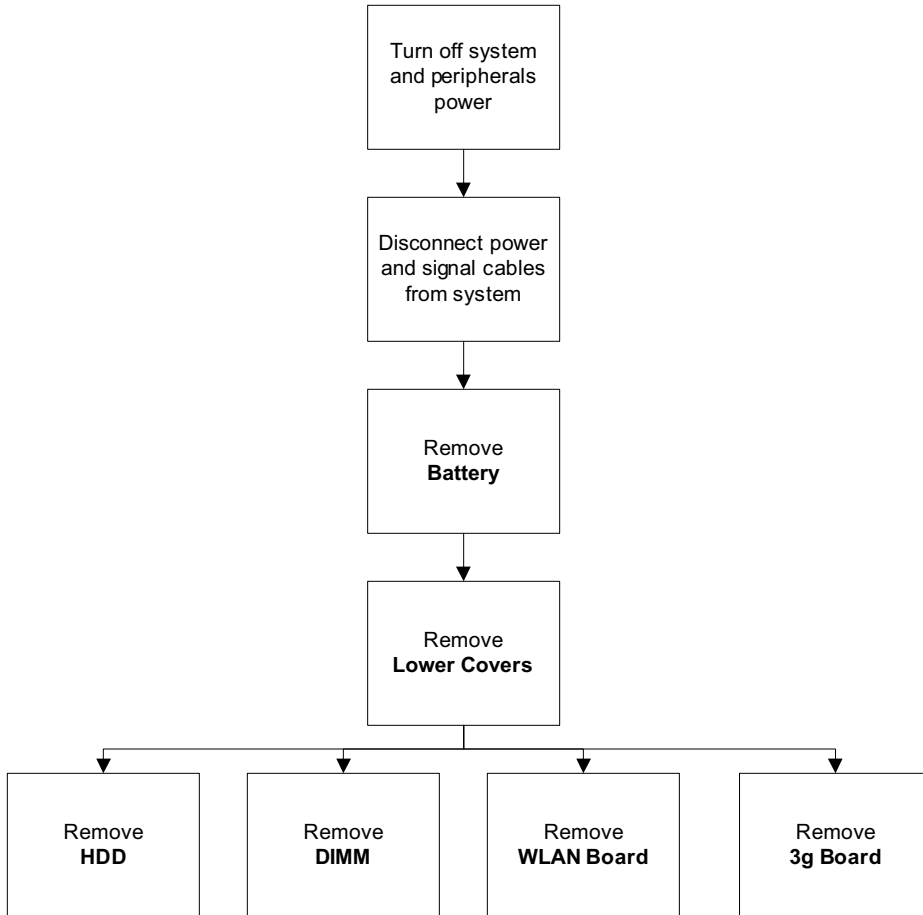 Turn off system
and peripherals
power
Disconnect power
and signal cables
from system
Remove
Battery
Remove
Lower Covers
Remove
HDD
Remove
DIMM
Remove
WLAN Board
Remove
3g Board